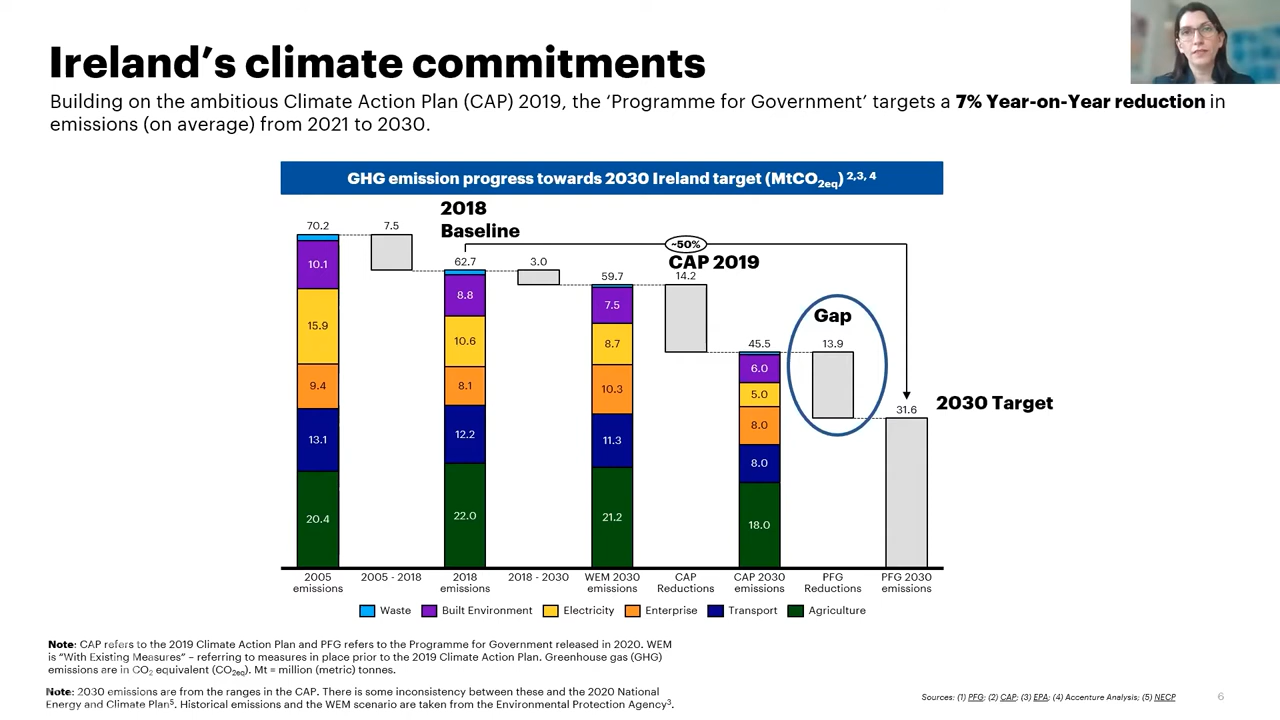 Ireland's climate commitments
Building on the ambitious Climate Action Plan (CAP) 2019, the 'Programme for Government' targets a 7% Year-on-Year reduction in
emissions (on average) from 2021 to 2030.
GHG emission progress towards 2030 Ireland target (MtCO2eq) 2,3, 4
2018
Baseline
70.2
7.5
62.7
3.0
59.7
~50%
CAP 2019
14.2
45.5
Gap
13.9
31.6
2030 Target
10.1
15.9
9.4
13.1
20.4
8.8
10.6
8.1
12.2
22.0
7.5
8.7
10.3
11.3
21.2
6.0
5.0
8.0
8.0
18.0
2005
emissions
2005 - 2018
2018
emissions
2018 - 2030
WEM 2030
emissions
CAP
Reductions
CAP 2030
emissions
PFG
Reductions
PFG 2030
emissions
Waste
Built Environment
Electricity
Enterprise
Transport
Agriculture
Note: CAP refers to the 2019 Climate Action Plan and PFG refers to the Programme for Government released in 2020. WEM
is "With Existing Measures" – referring to measures in place prior to the 2019 Climate Action Plan. Greenhouse gas (GHG)
emissions are in CO2 equivalent (CO2eq). Mt = million (metric) tonnes.
Note: 2030 emissions are from the ranges in the CAP. There is some inconsistency between these and the 2020 National
Energy and Climate Plan5. Historical emissions and the WEM scenario are taken from the Environmental Protection Agency3.
Sources: (1) PFG; (2) CAP; (3) EPA; (4) Accenture Analysis; (5) NECP
6